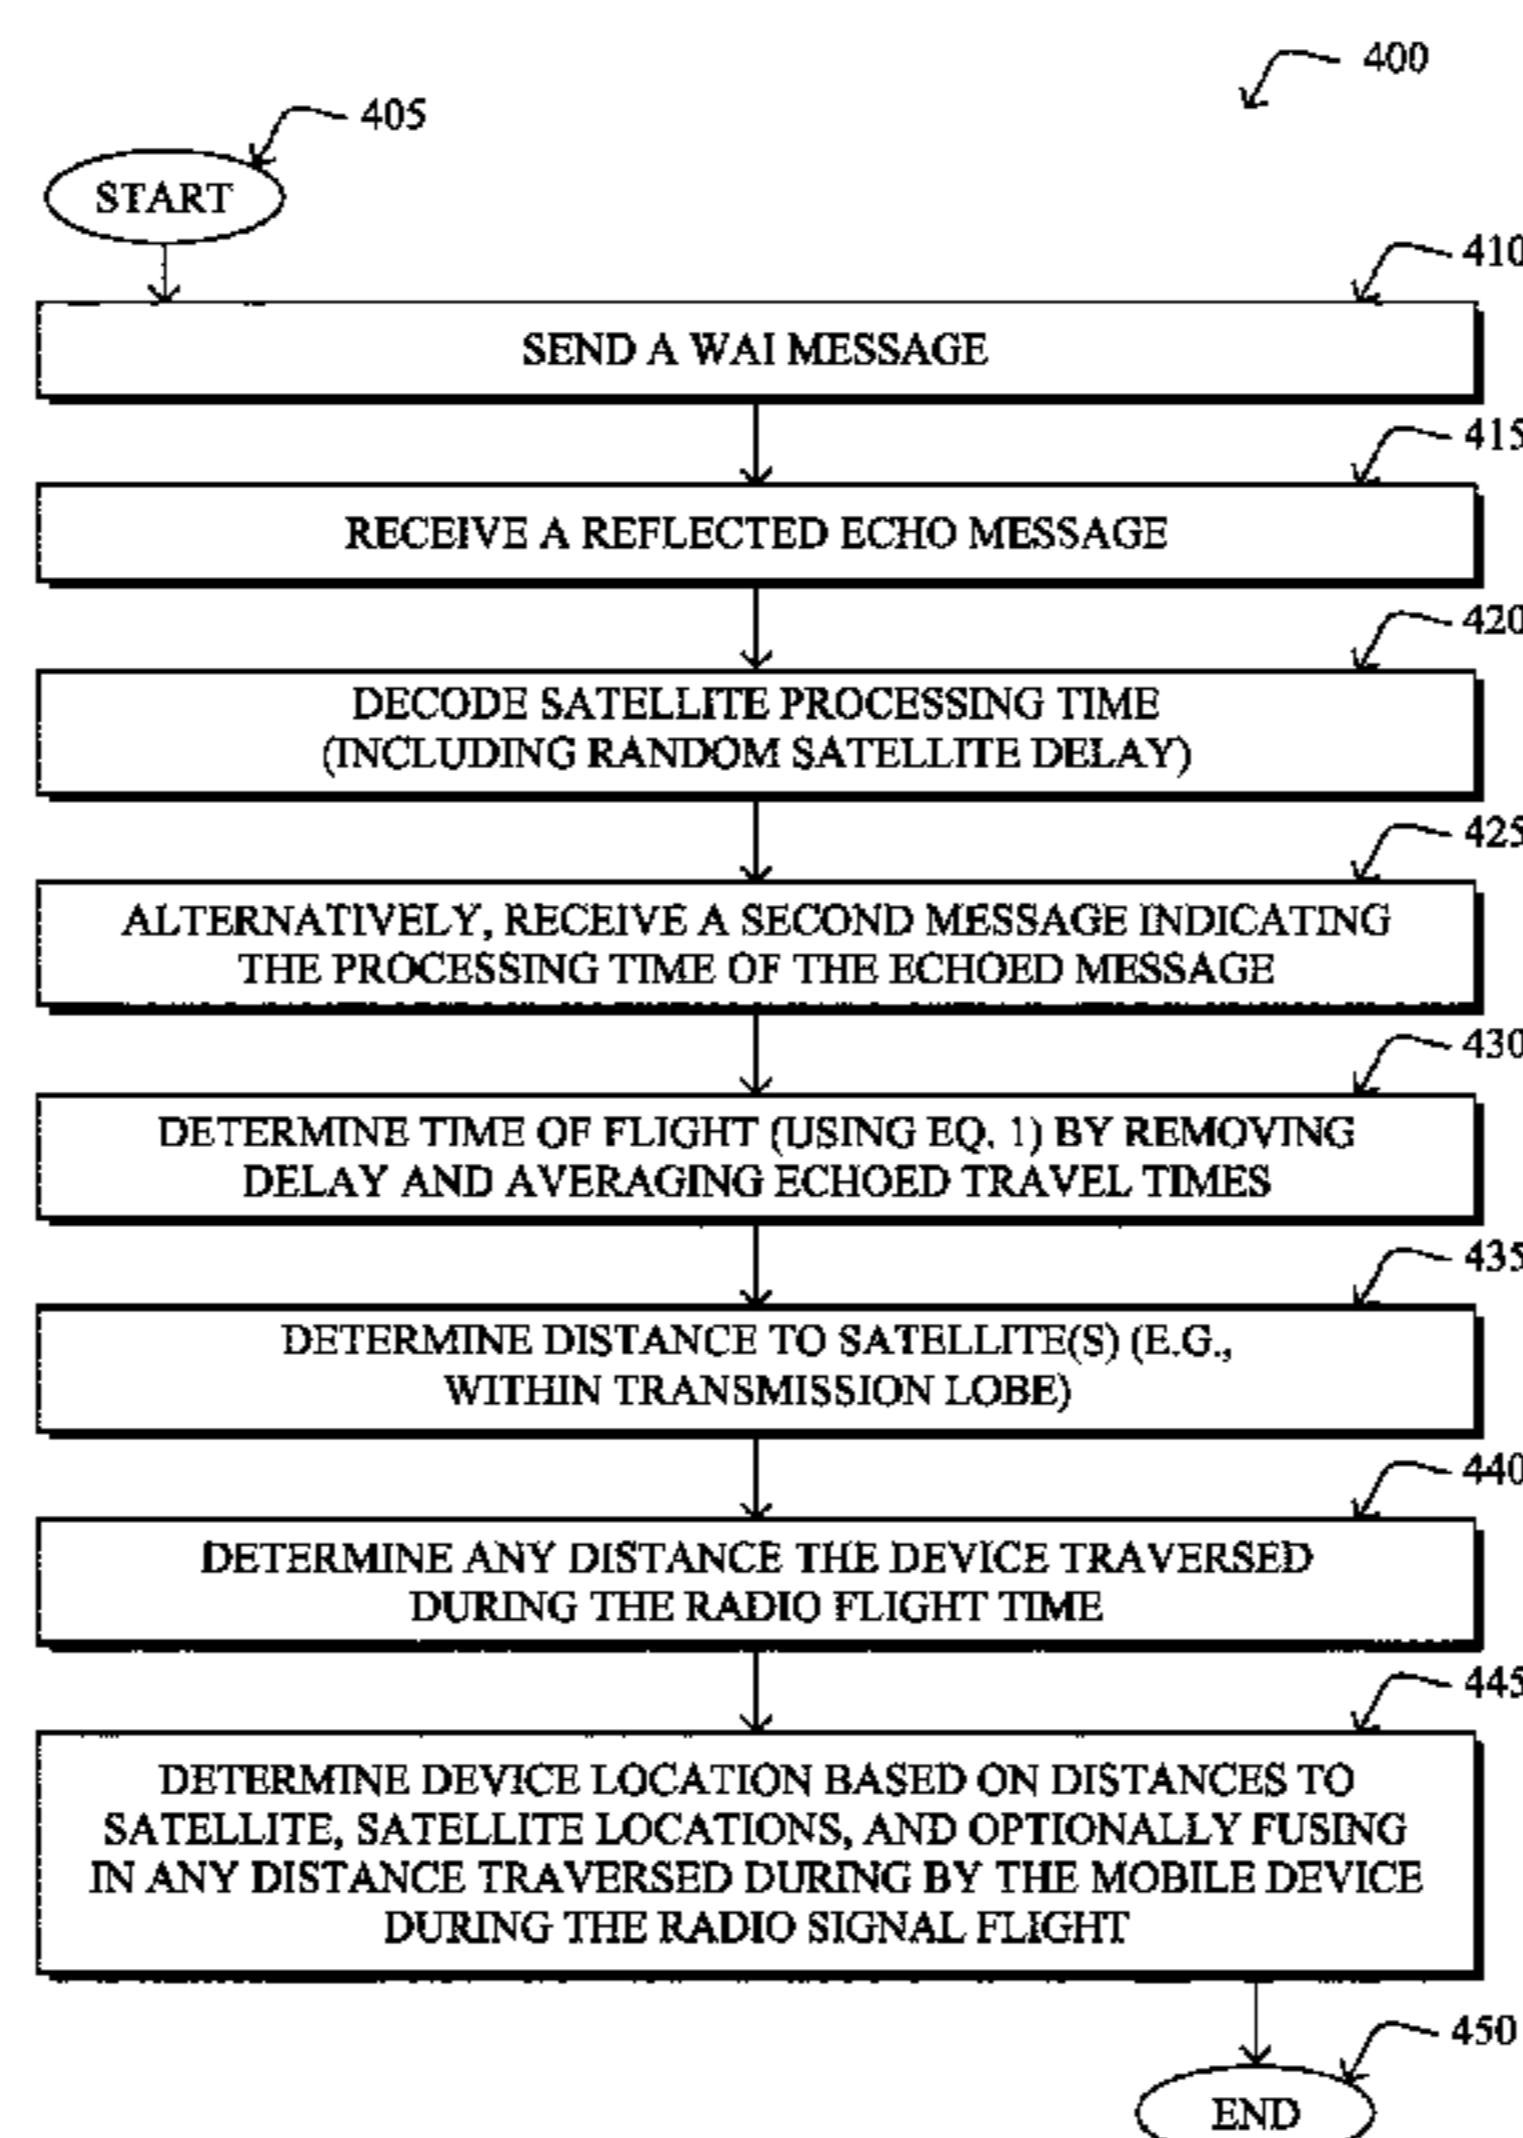 400
405
START
410
SEND A WAI MESSAGE
415
RECEIVE A REFLECTED ECHO MESSAGE
420
DECODE SATELLITE PROCESSING TIME
(INCLUDING RANDOM SATELLITE DELAY)
425
ALTERNATIVELY, RECEIVE A SECOND MESSAGE INDICATING
THE PROCESSING TIME OF THE ECHOED MESSAGE
430
DETERMINE TIME OF FLIGHT (USING EQ. 1) BY REMOVING
DELAY AND AVERAGING ECHOED TRAVEL TIMES
435
DETERMINE DISTANCE TO SATELLITE(S) (E.G.,
WITHIN TRANSMISSION LOBE)
440
DETERMINE ANY DISTANCE THE DEVICE TRAVERSED
DURING THE RADIO FLIGHT TIME
445
DETERMINE DEVICE LOCATION BASED ON DISTANCES TO
SATELLITE, SATELLITE LOCATIONS, AND OPTIONALLY FUSING
IN ANY DISTANCE TRAVERSED DURING BY THE MOBILE DEVICE
DURING THE RADIO SIGNAL FLIGHT
450
END